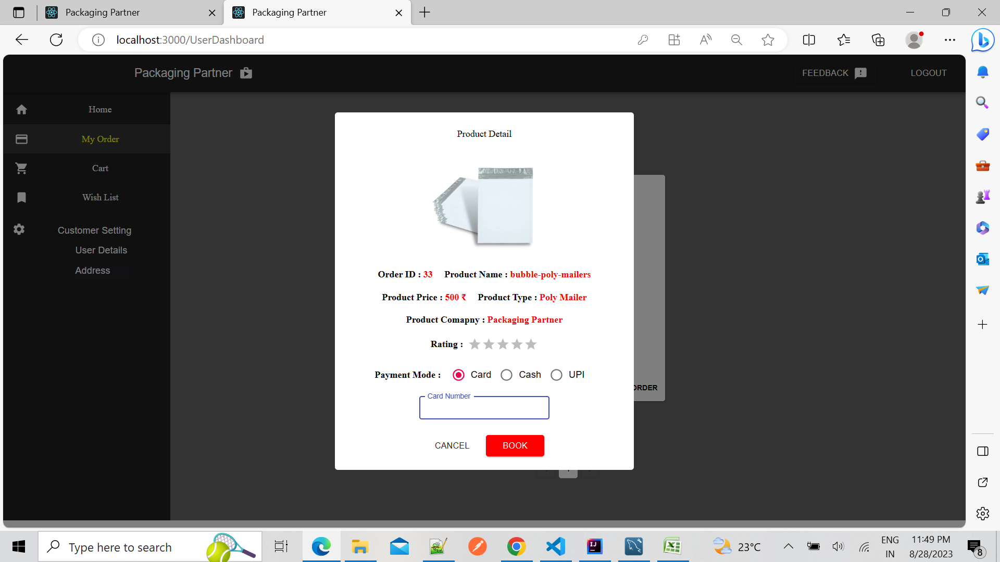 Packaging Partner
Packaging Partner
localhost:3000/UserDashboard
Packaging Partner
FEEDBACK
LOGOUT
Home
My Order
Cart
Wish List
Customer Setting
User Details
Address
Product Detail
Order ID : 33 Product Name : bubble-poly-mailers
Product Price : 500 ₹ Product Type : Poly Mailer
Product Comapny : Packaging Partner
Rating :
Payment Mode : Card Cash UPI
ORDER
Card Number
CANCEL BOOK
Type here to search
23°C
ENG
IN
11:49 PM
8/28/2023
8